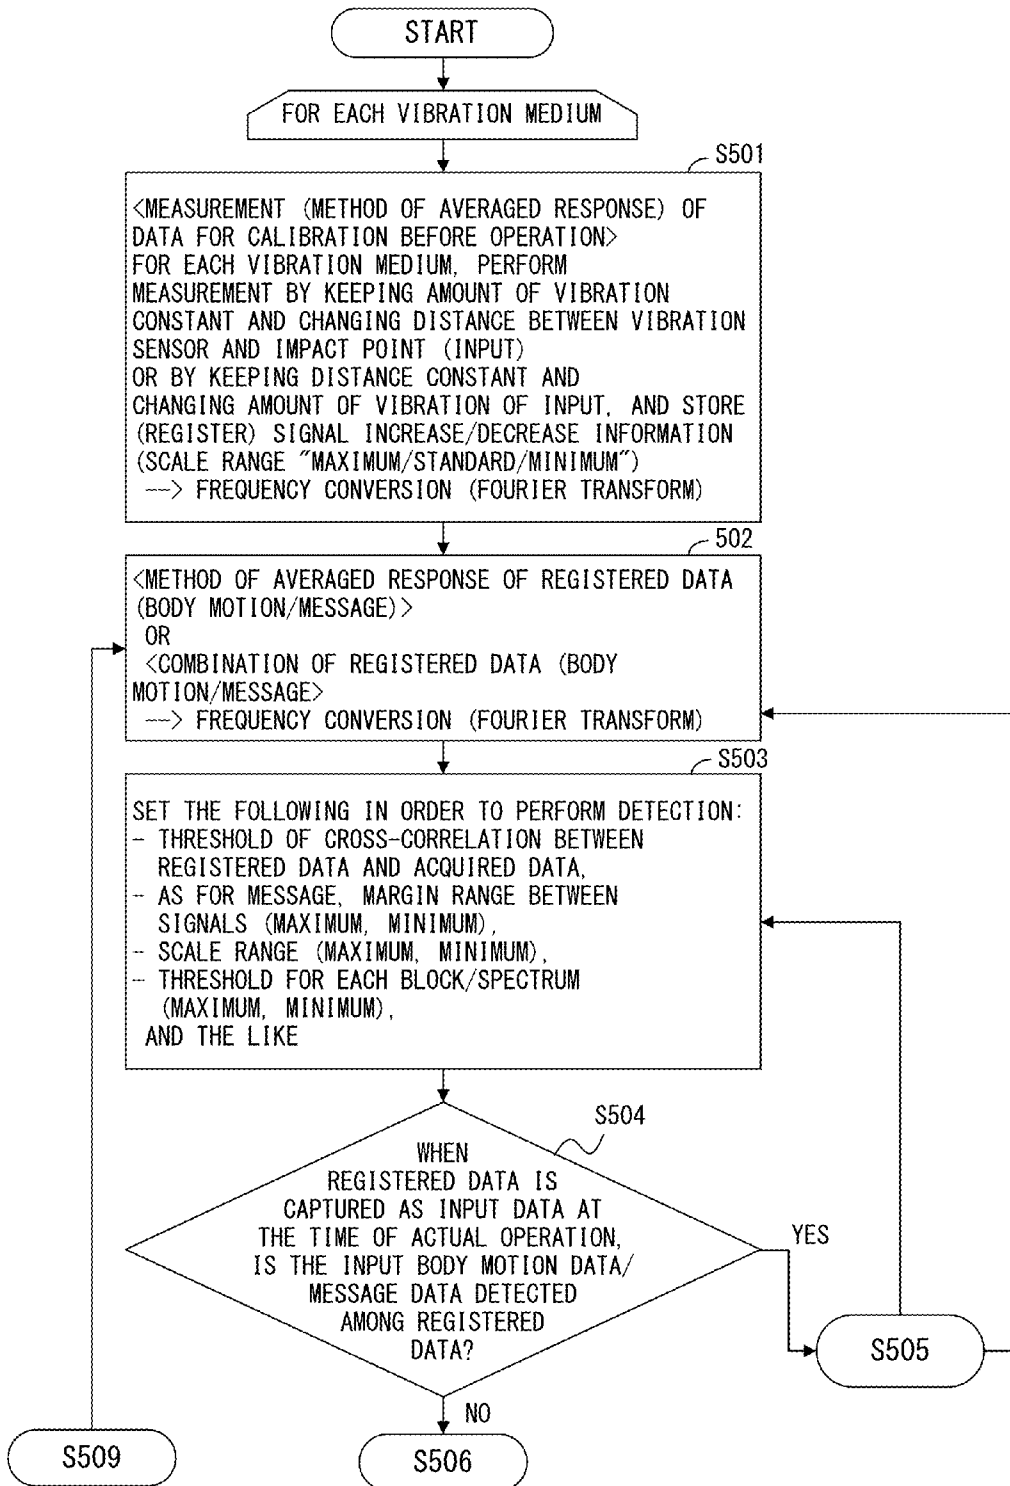 START
FOR EACH VIBRATION MEDIUM
S501
<MEASUREMENT (METHOD OF AVERAGED RESPONSE) OF
DATA FOR CALIBRATION BEFORE OPERATION>
FOR EACH VIBRATION MEDIUM, PERFORM
MEASUREMENT BY KEEPING AMOUNT OF VIBRATION
CONSTANT AND CHANGING DISTANCE BETWEEN VIBRATION
SENSOR AND IMPACT POINT (INPUT)
OR BY KEEPING DISTANCE CONSTANT AND
CHANGING AMOUNT OF VIBRATION OF INPUT, AND STORE
(REGISTER) SIGNAL INCREASE/DECREASE INFORMATION
(SCALE RANGE "MAXIMUM/STANDARD/MINIMUM")
--> FREQUENCY CONVERSION (FOURIER TRANSFORM)
502
<METHOD OF AVERAGED RESPONSE OF REGISTERED DATA
(BODY MOTION/MESSAGE)>
OR
<COMBINATION OF REGISTERED DATA (BODY
MOTION/MESSAGE>
--> FREQUENCY CONVERSION (FOURIER TRANSFORM)
S503
SET THE FOLLOWING IN ORDER TO PERFORM DETECTION:
- THRESHOLD OF CROSS-CORRELATION BETWEEN
REGISTERED DATA AND ACQUIRED DATA,
- AS FOR MESSAGE, MARGIN RANGE BETWEEN
SIGNALS (MAXIMUM, MINIMUM),
- SCALE RANGE (MAXIMUM, MINIMUM),
- THRESHOLD FOR EACH BLOCK/SPECTRUM
(MAXIMUM, MINIMUM),
AND THE LIKE
S504
WHEN
REGISTERED DATA IS
CAPTURED AS INPUT DATA AT
THE TIME OF ACTUAL OPERATION,
IS THE INPUT BODY MOTION DATA/
MESSAGE DATA DETECTED
AMONG REGISTERED
DATA?
YES
S505
NO
S509
S506